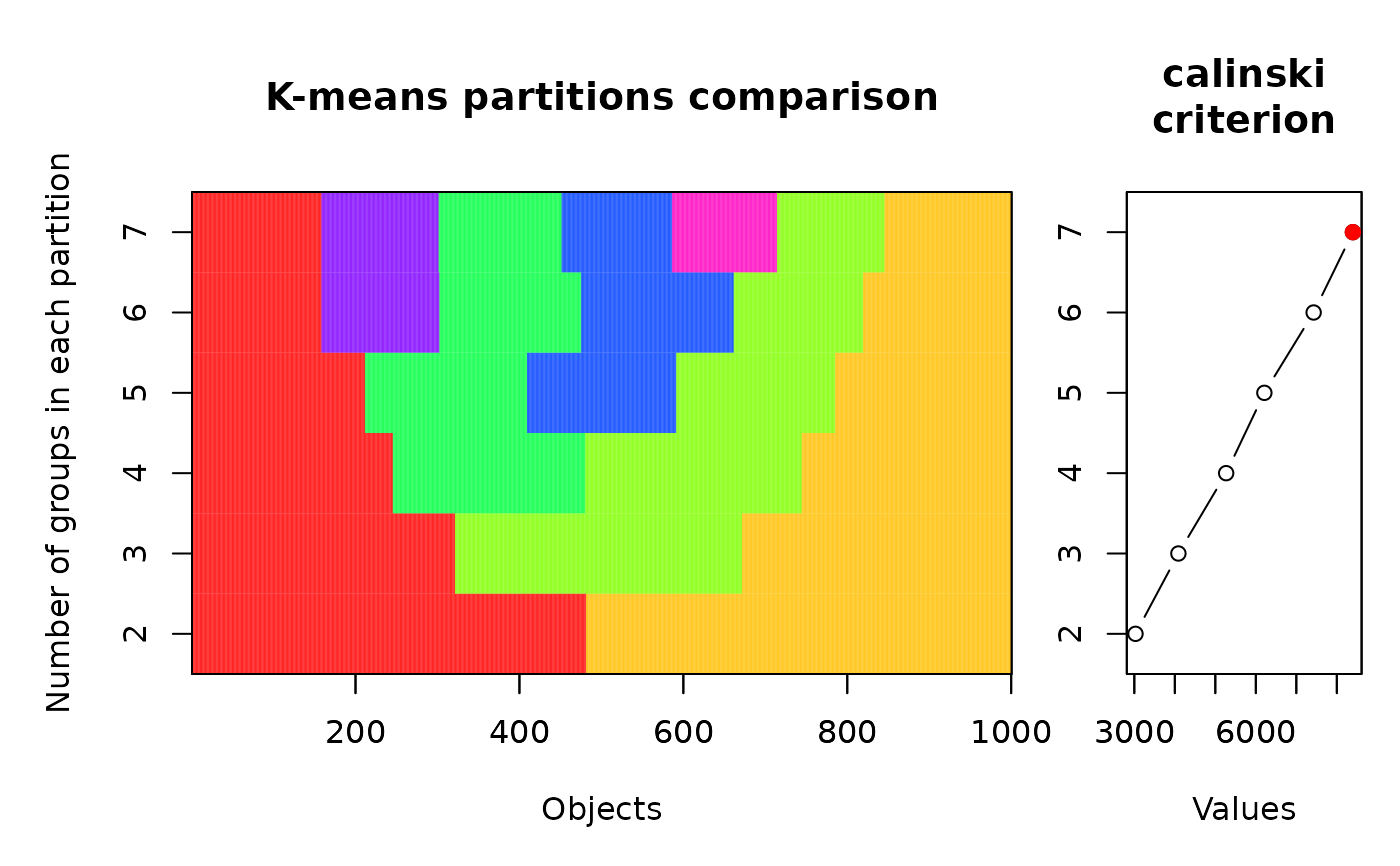 K-means partitions comparison
calinski
criterion
Number of groups in each partition
7
6
5
4
3
2
200 400 600 800 1000
Objects
7
6
5
4
3
2
3000 6000
Values